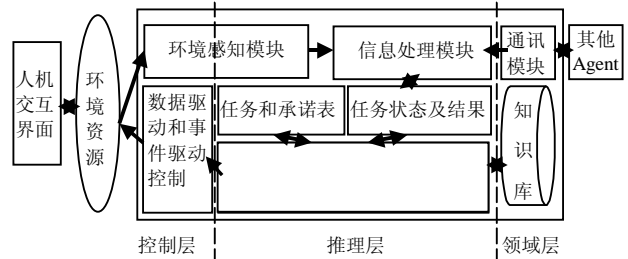 环境感知模块
信息处理模块
通讯
模块
其他
Agent
人机
交互
界面
环
境
资
源
数据驱
动和事
件驱动
控制
任务和承诺表
任务状态及结果
知
识
库
控制层
推理层
领域层